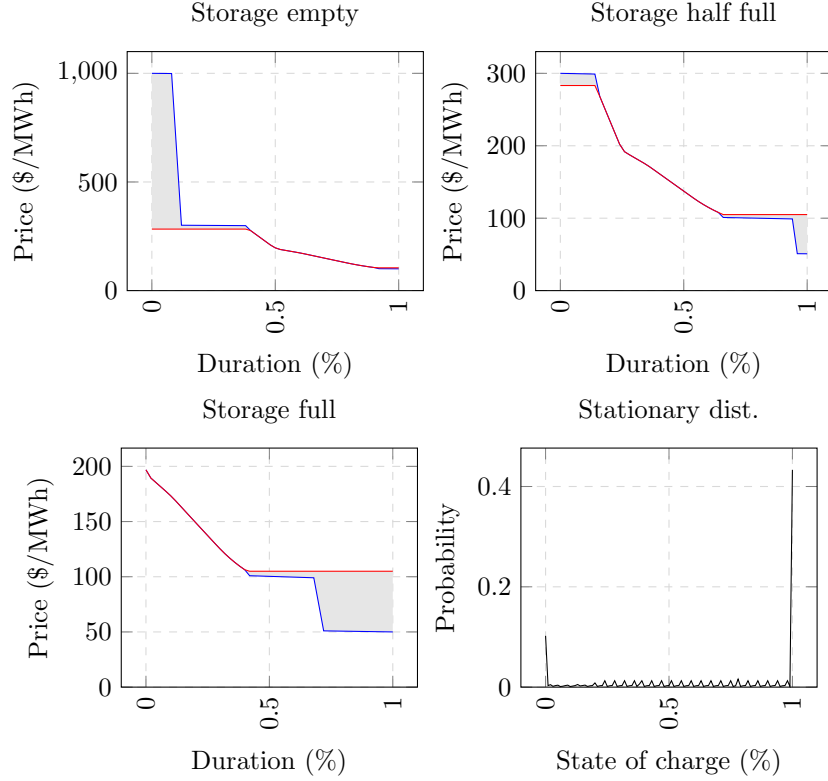 Storage empty
Price ($/MWh)
1,000
500
0
0
0.5
1
Duration (%)
Storage half full
Price ($/MWh)
300
200
100
0
0
0.5
1
Duration (%)
Storage full
Price ($/MWh)
200
150
100
50
0
0
0.5
1
Duration (%)
Stationary dist.
Probability
0.4
0.2
0
0
0.5
1
State of charge (%)